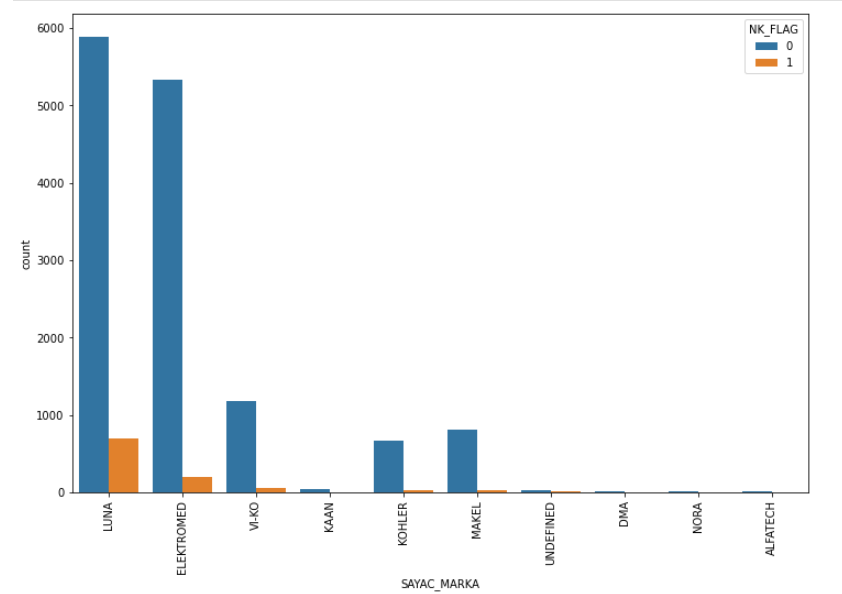 NK_FLAG
0
1
6000
5000
4000
3000
2000
1000
0
count
LUNA
ELEKTROMED
VI-KO
KAAN
KOHLER
MAKEL
UNDEFINED
DMA
NORA
ALFATECH
SAYAC_MARKA